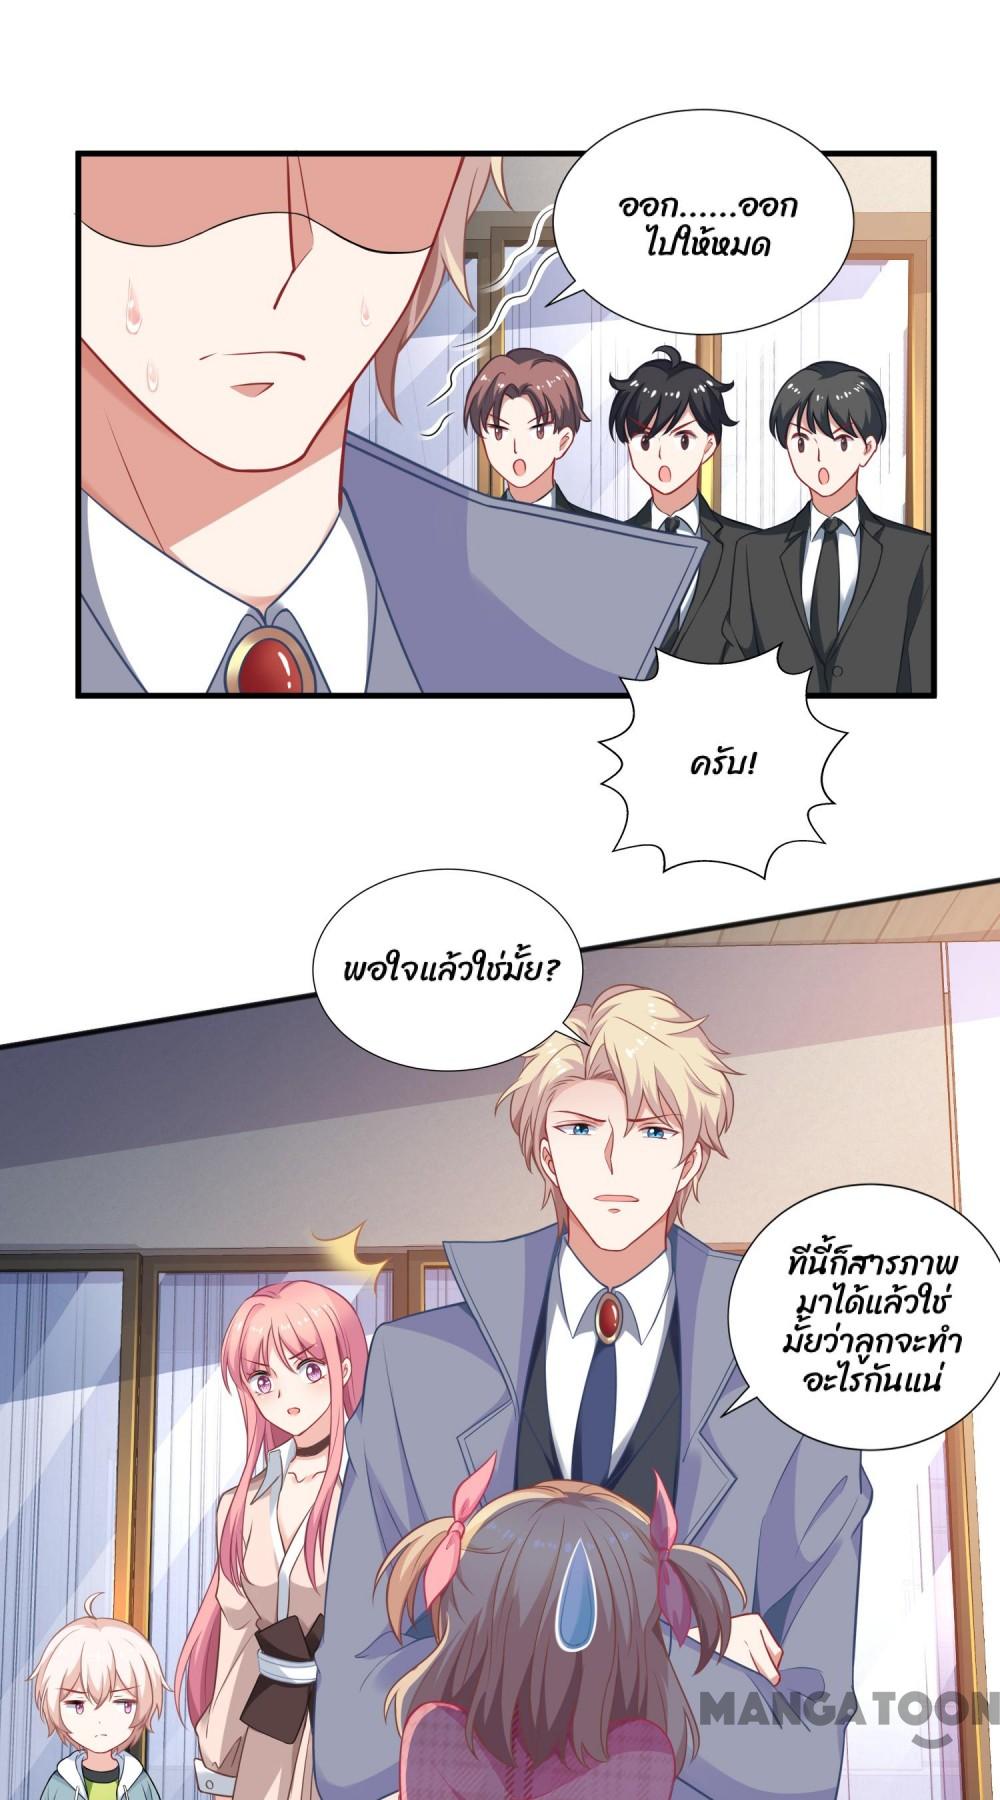 ออก......ออก
ไปให้หมด
ครับ!
พอใจแล้วใช่มั้ย?
ทีนี้ก็สารภาพ
มาได้แล้วใช่
มั้ยว่าลูกจะทำ
อะไรกันแน่
MANGATOON